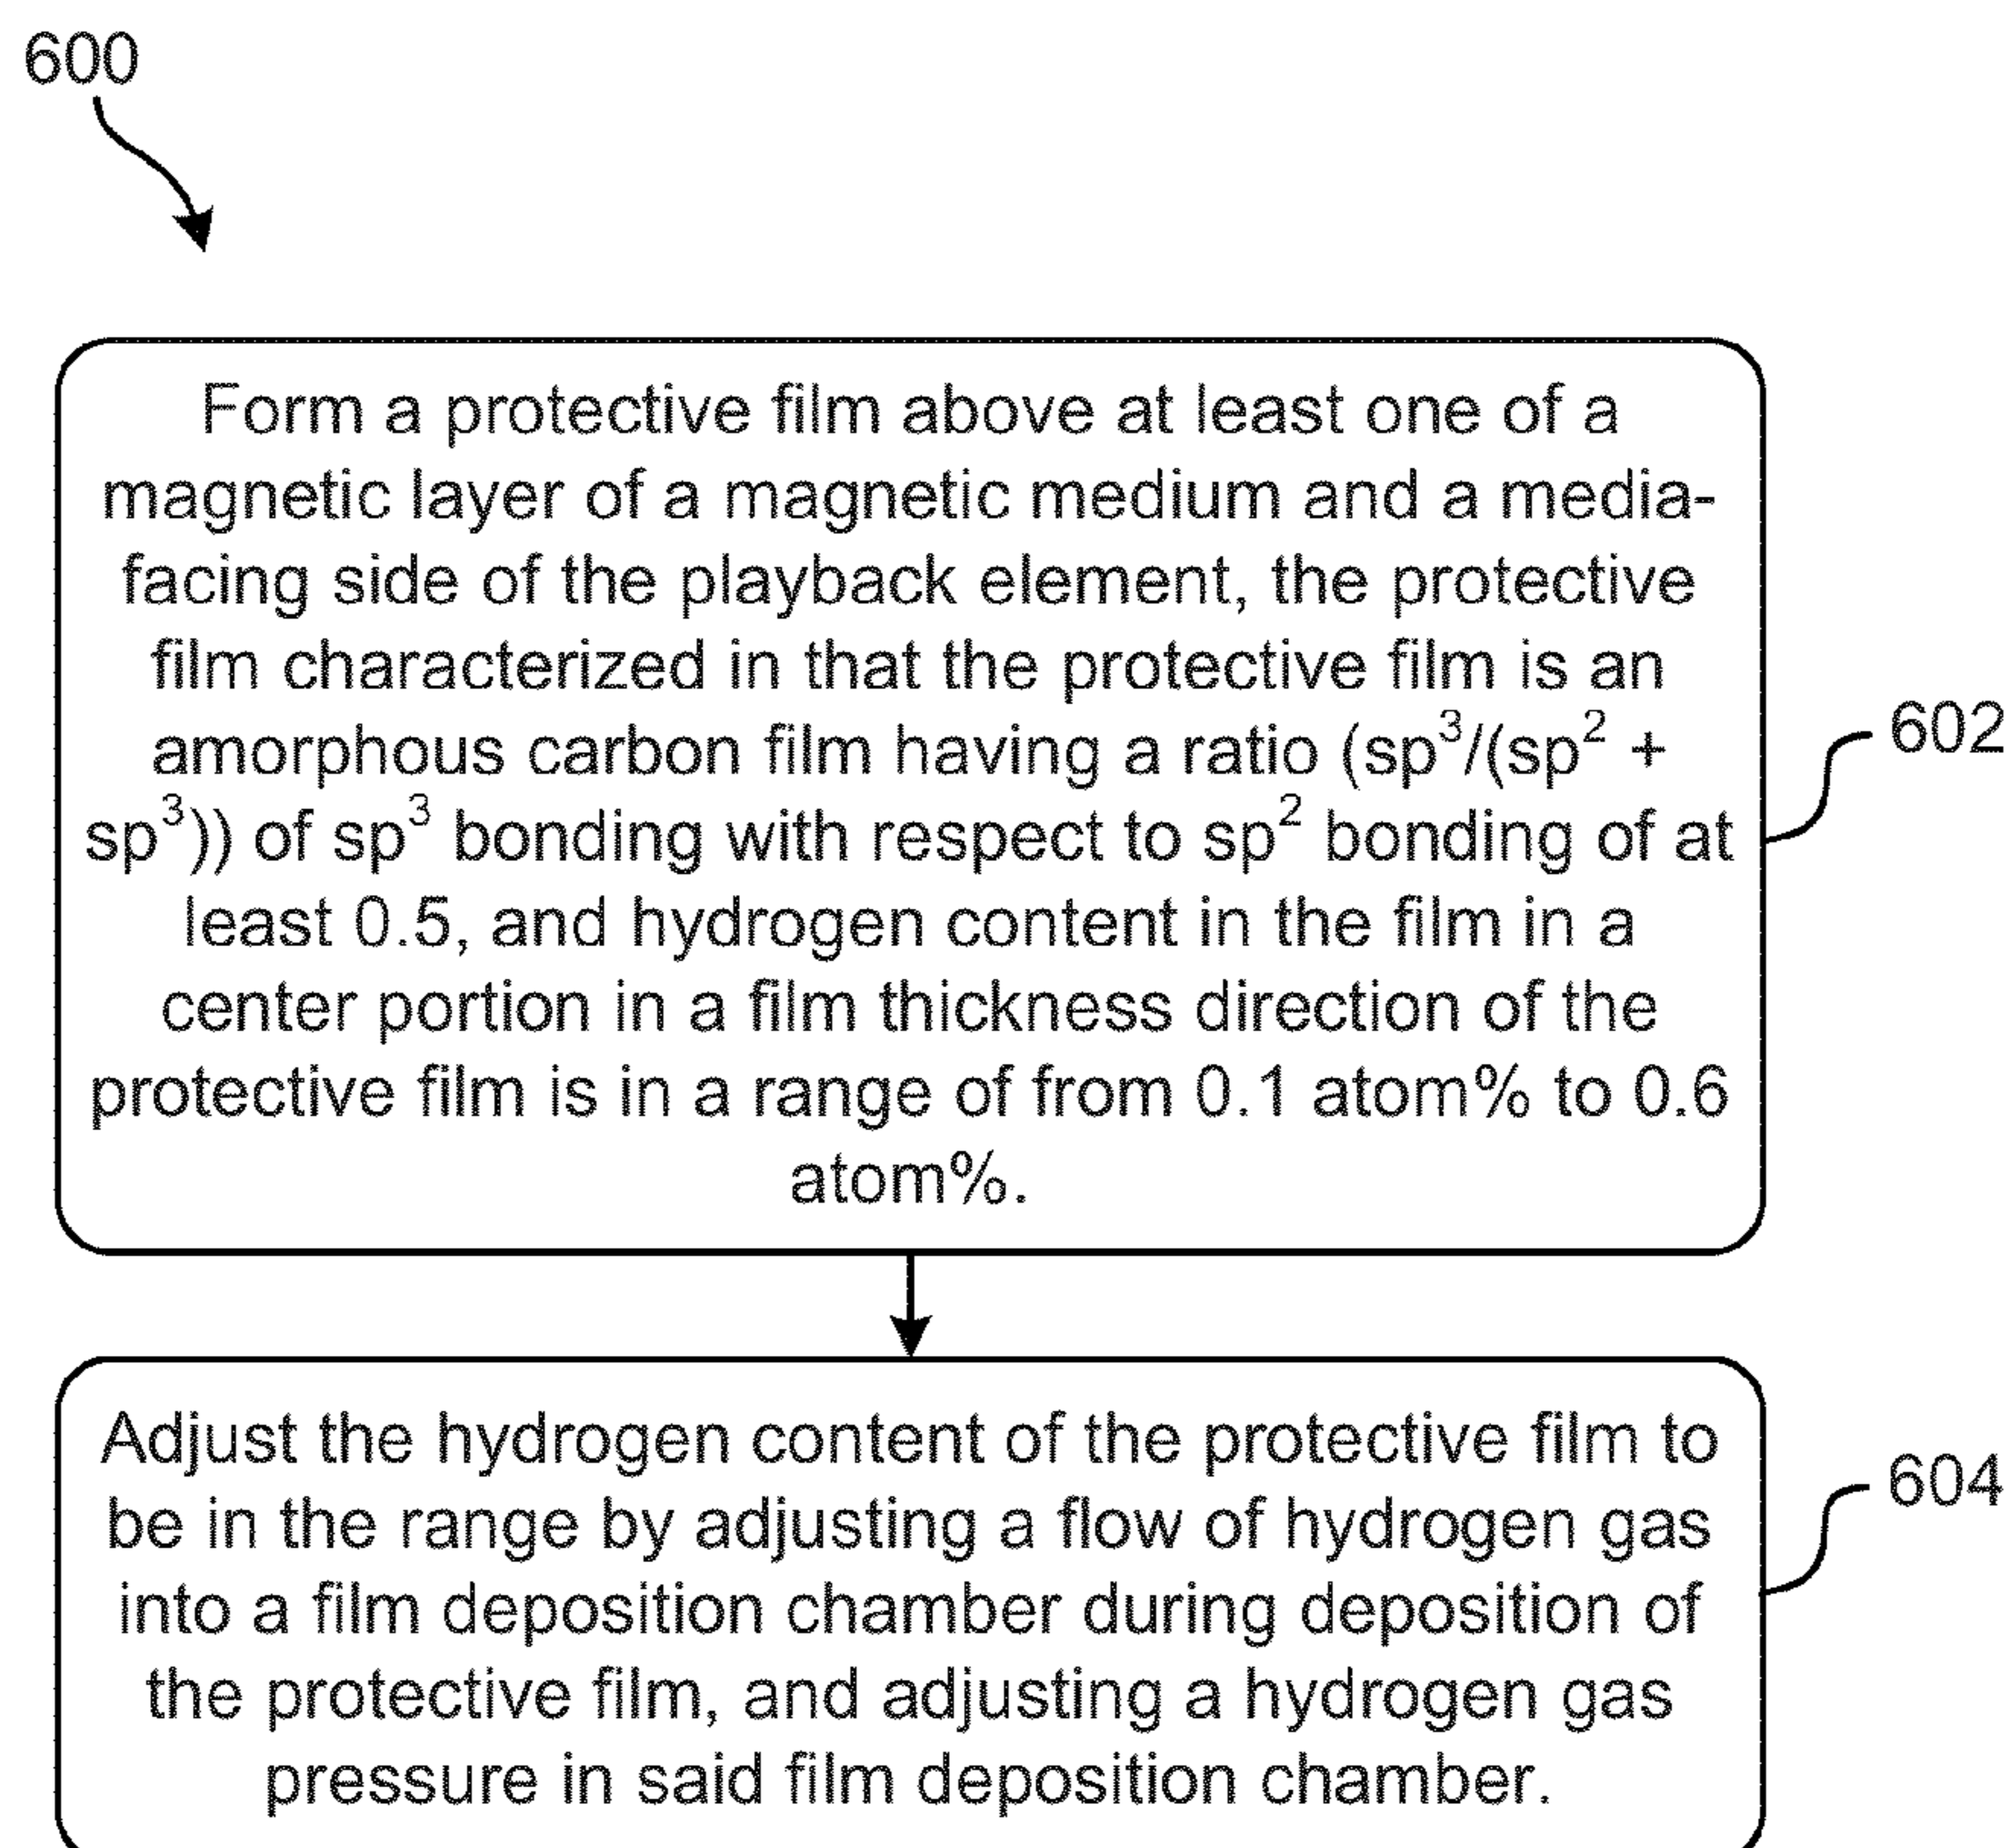 600
Form a protective film above at least one of a
magnetic layer of a magnetic medium and a media-
facing side of the playback element, the protective
film characterized in that the protective film is an
amorphous carbon film having a ratio (sp³/(sp² +
sp³)) of sp³ bonding with respect to sp² bonding of at
least 0.5, and hydrogen content in the film in a
center portion in a film thickness direction of the
protective film is in a range of from 0.1 atom% to 0.6
atom%.
602
Adjust the hydrogen content of the protective film to
be in the range by adjusting a flow of hydrogen gas
into a film deposition chamber during deposition of
the protective film, and adjusting a hydrogen gas
pressure in said film deposition chamber.
604